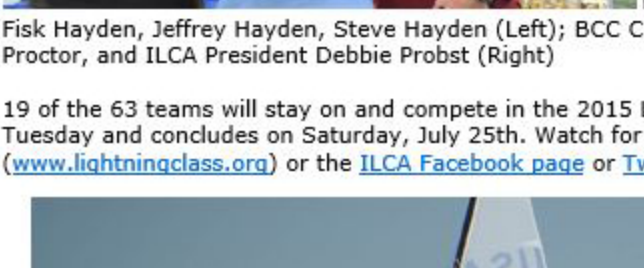 Fisk Hayden, Jeffrey Hayden, Steve Hayden (Left); BCC
Proctor, and ILCA President Debbie Probst (Right)
19 of the 63 teams will stay on and compete in the 2015
Tuesday and concludes on Saturday, July 25th. Watch for
(www.lightningclass.org) or the ILCA Facebook page or